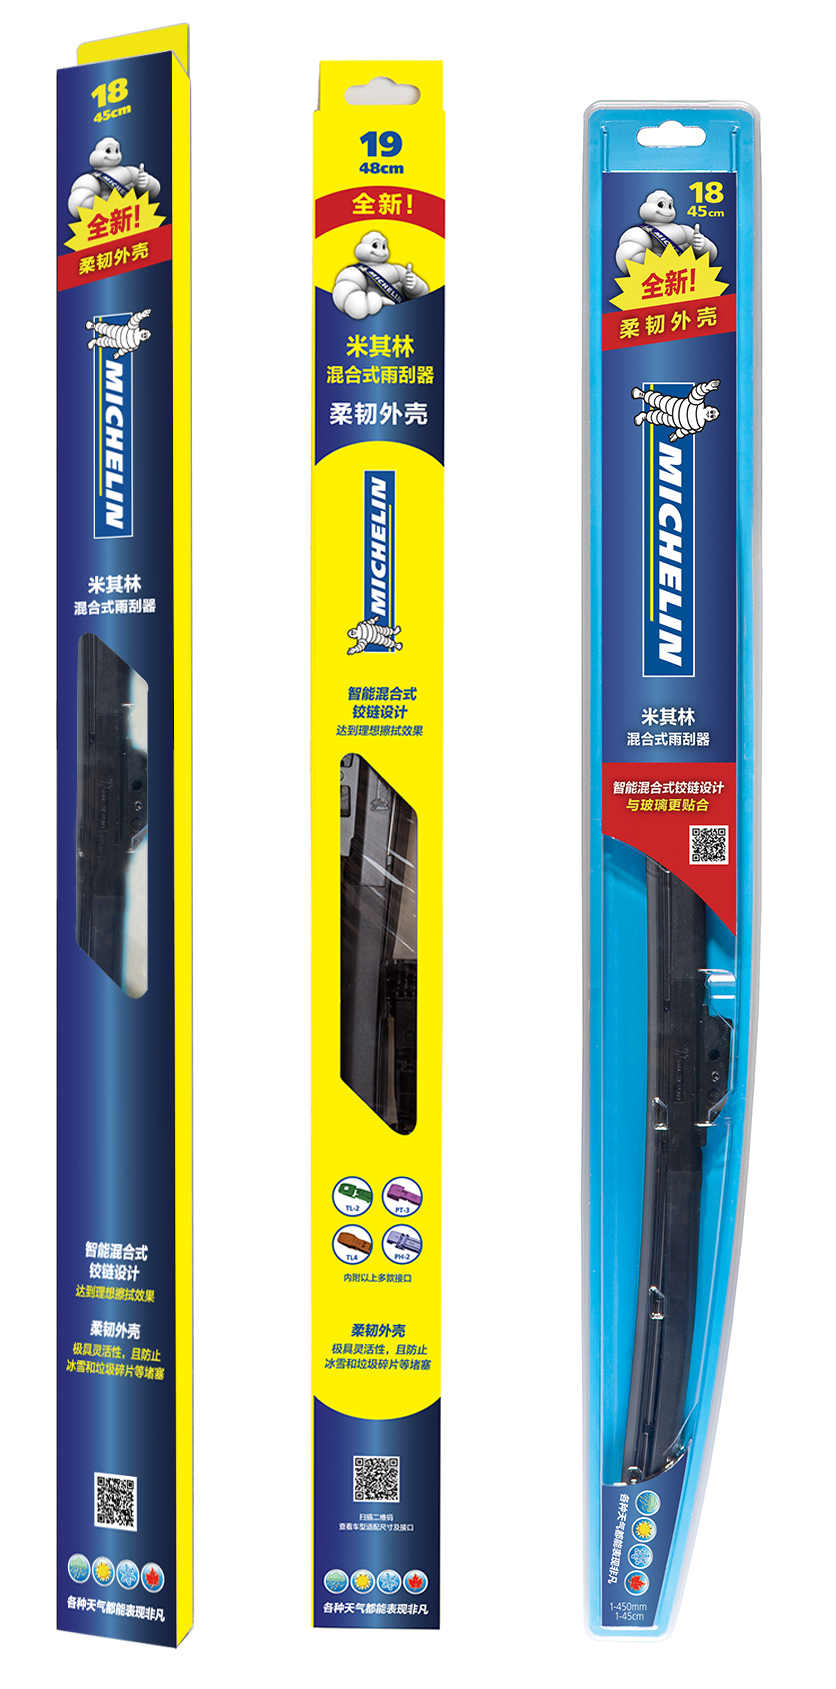 18
45cm
全新!
柔韧外壳
MICHELIN
米其林
混合式雨刮器
智能混合式
铰链设计
达到理想擦拭效果
柔韧外壳
极具灵活性，且防止
冰雪和垃圾碎片等堵塞
各种天气都能表现非凡
19
48cm
全新!
MICHELIN
米其林
混合式雨刮器
柔韧外壳
MICHELIN
智能混合式
铰链设计
达到理想擦拭效果
TL-2
PT-3
TL4
PH-2
内附以上多款接口
柔韧外壳
极具灵活性，且防止
冰雪和垃圾碎片等堵塞
扫描二维码
查看车型适配尺寸及接口
各种天气都能表现非凡
18
45cm
全新!
柔韧外壳
MICHELIN
米其林
混合式雨刮器
智能混合式铰链设计
与玻璃更贴合
各种天气都能表现非凡
1-450mm
1-45cm